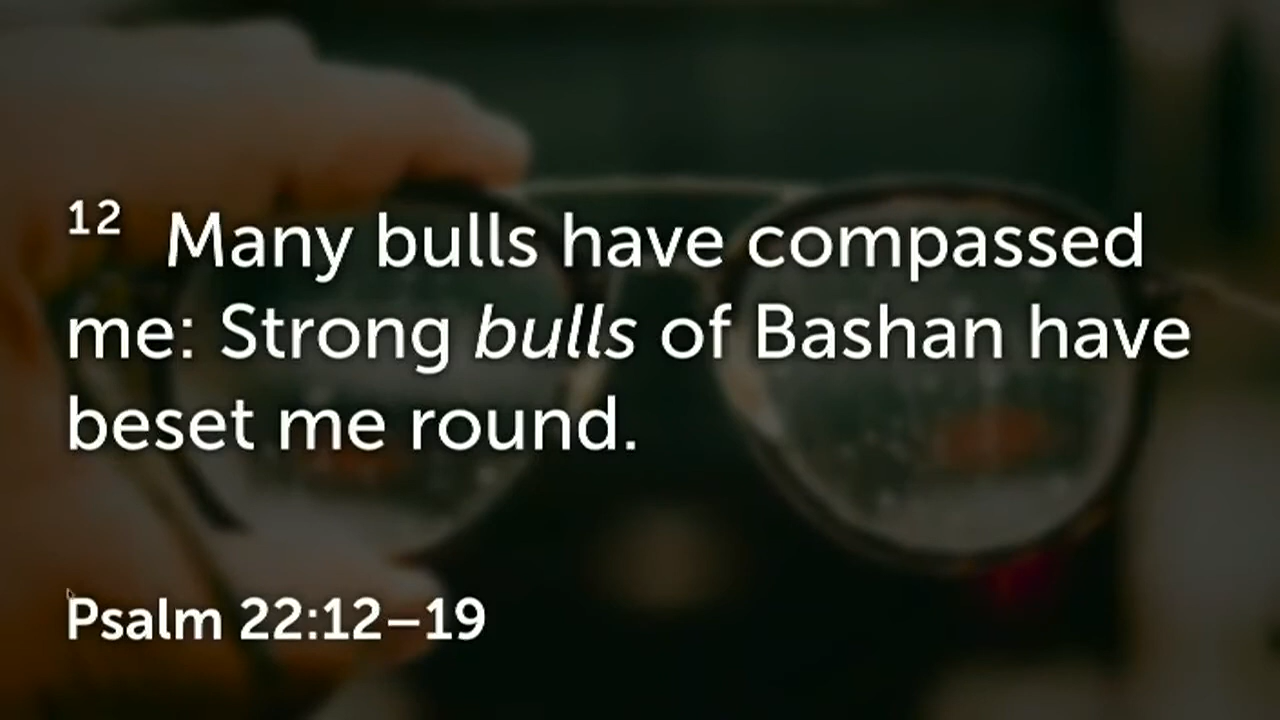 12 Many bulls have compassed
me: Strong bulls of Bashan have
beset me round.
Psalm 22:12–19